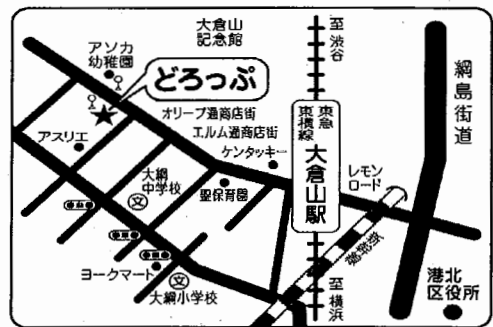 大倉山
記念館
アソカ
幼稚園
どろっぷ
オリーブ通商店街
エルム通商店街
ケンタッキー
アスリエ
大綱
中学校
文
聖保育園
ヨークマート
文
大綱小学校
至渋谷
東急
東横線
大倉山駅
至横浜
レモン
ロード
新幹線
綱島街道
港北
区役所